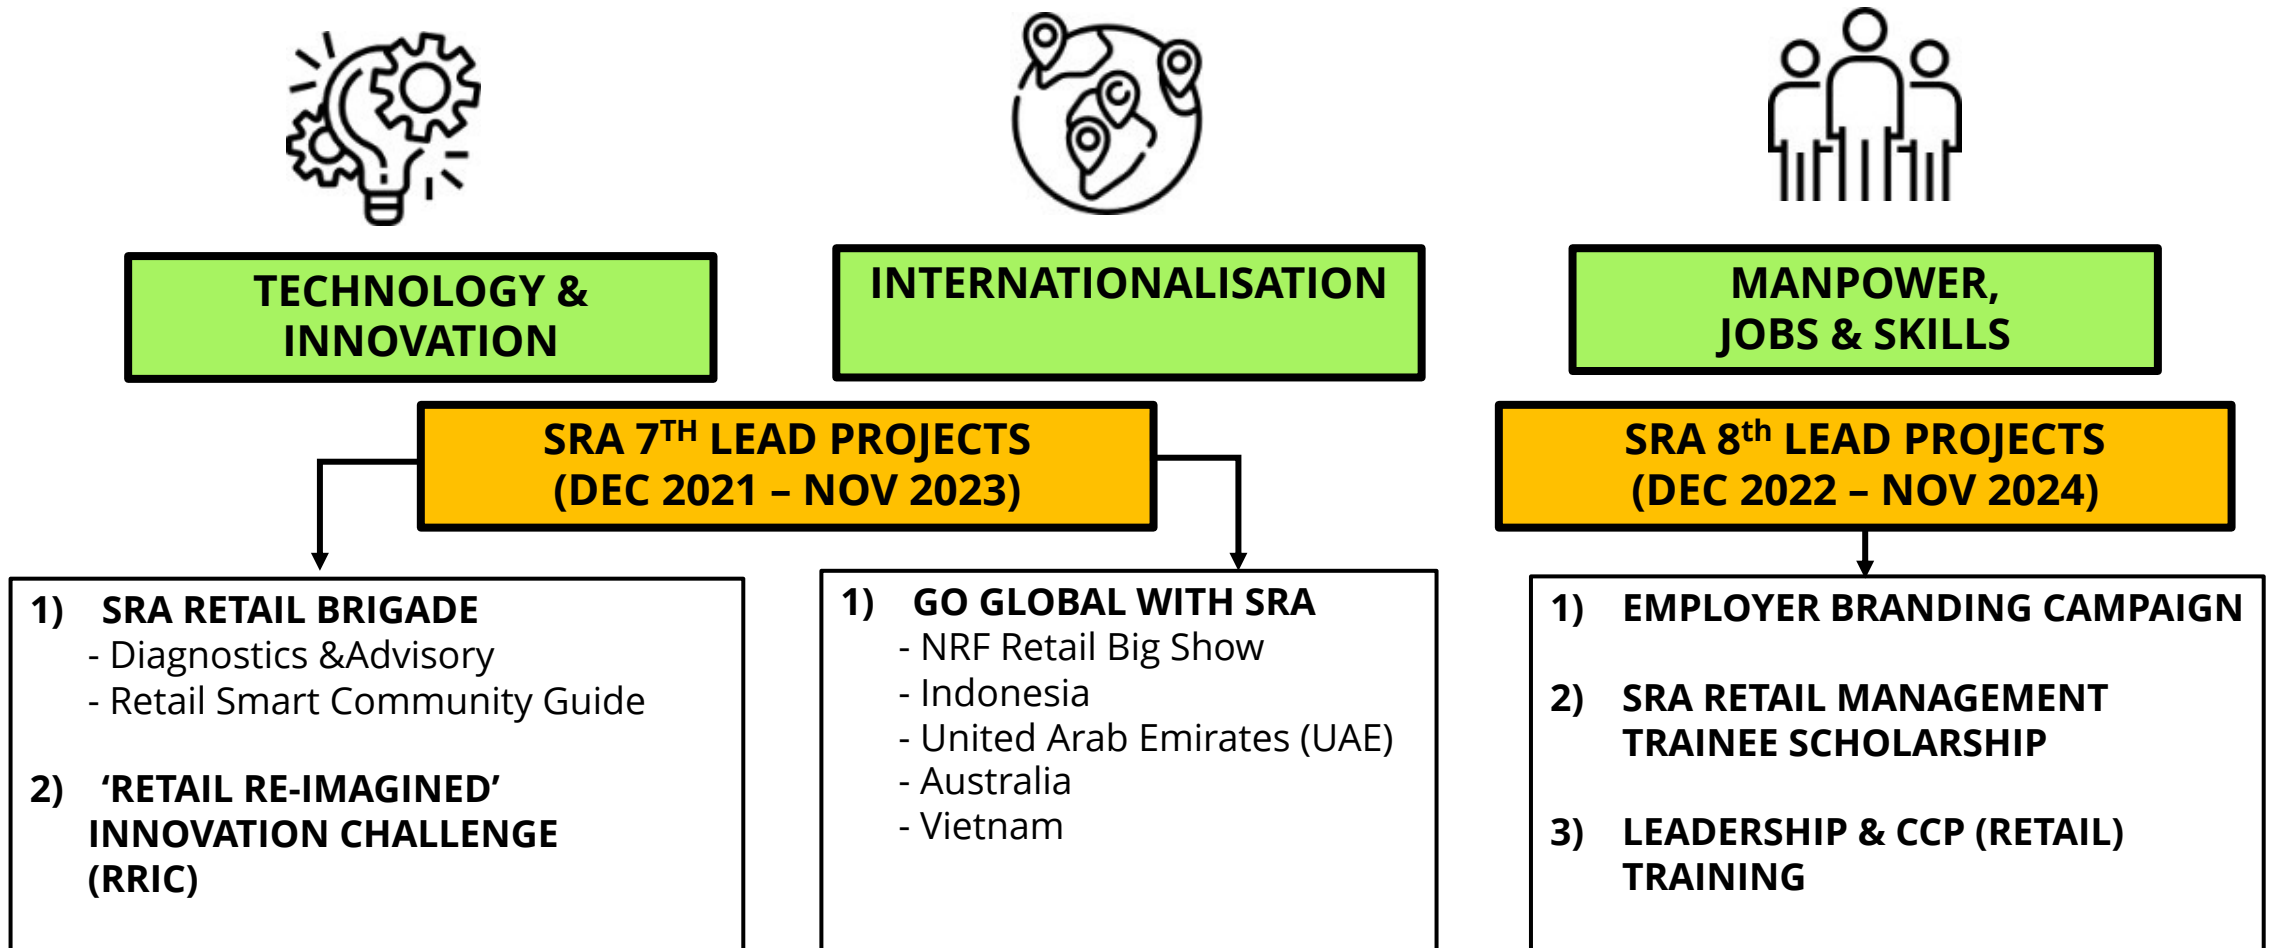 TECHNOLOGY &
INNOVATION
INTERNATIONALISATION
MANPOWER,
JOBS & SKILLS
SRA 7TH LEAD PROJECTS
(DEC 2021 – NOV 2023)
SRA 8th LEAD PROJECTS
(DEC 2022 – NOV 2024)
1) SRA RETAIL BRIGADE
- Diagnostics &Advisory
- Retail Smart Community Guide
2) ‘RETAIL RE-IMAGINED’
INNOVATION CHALLENGE
(RRIC)
1) GO GLOBAL WITH SRA
- NRF Retail Big Show
- Indonesia
- United Arab Emirates (UAE)
- Australia
- Vietnam
1) EMPLOYER BRANDING CAMPAIGN
2) SRA RETAIL MANAGEMENT
TRAINEE SCHOLARSHIP
3) LEADERSHIP & CCP (RETAIL)
TRAINING